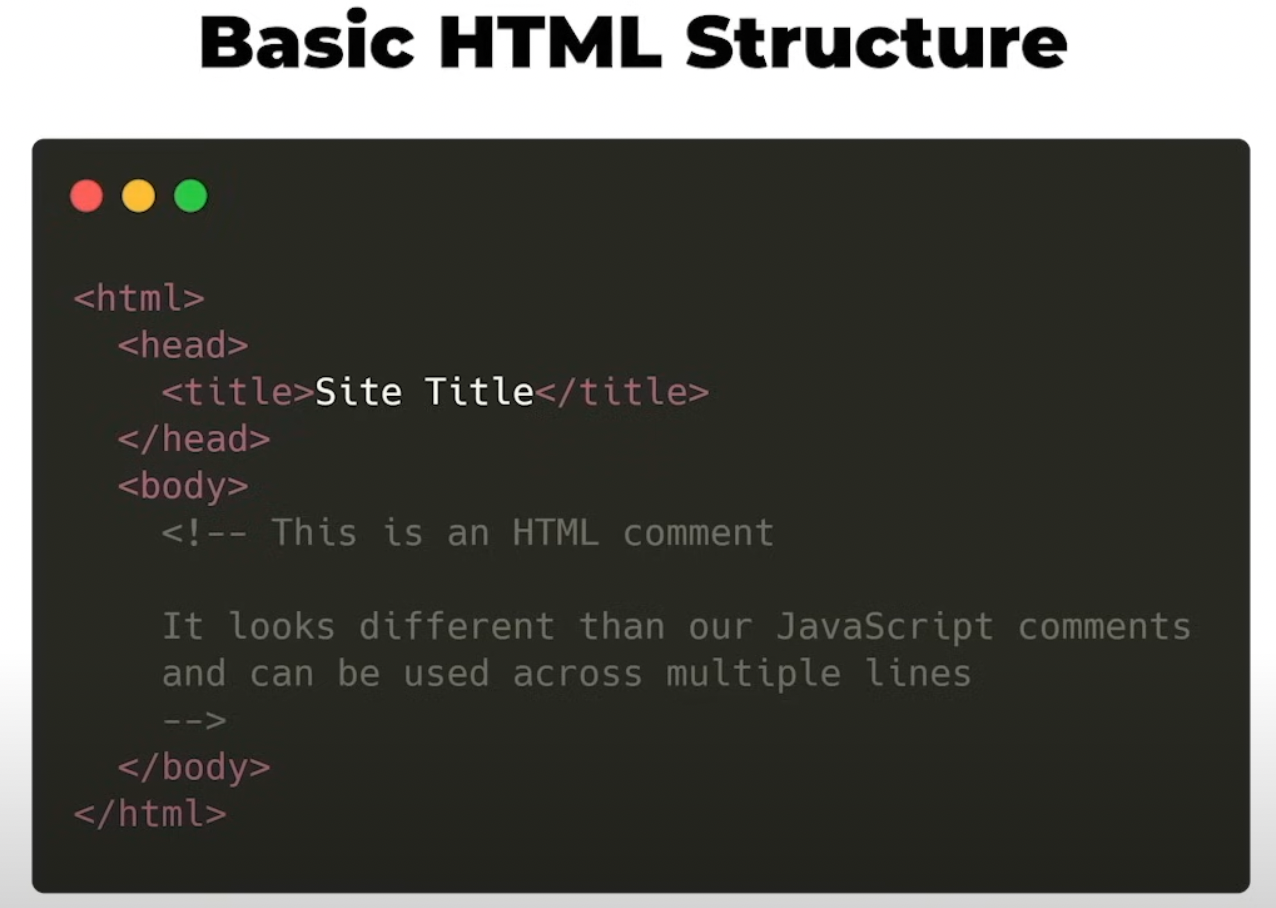 Basic HTML Structure
<html>
<head>
<title>Site Title</title>
</head>
<body>
<!-- This is an HTML comment
It looks different than our JavaScript comments
and can be used across multiple lines
-->
</body>
</html>